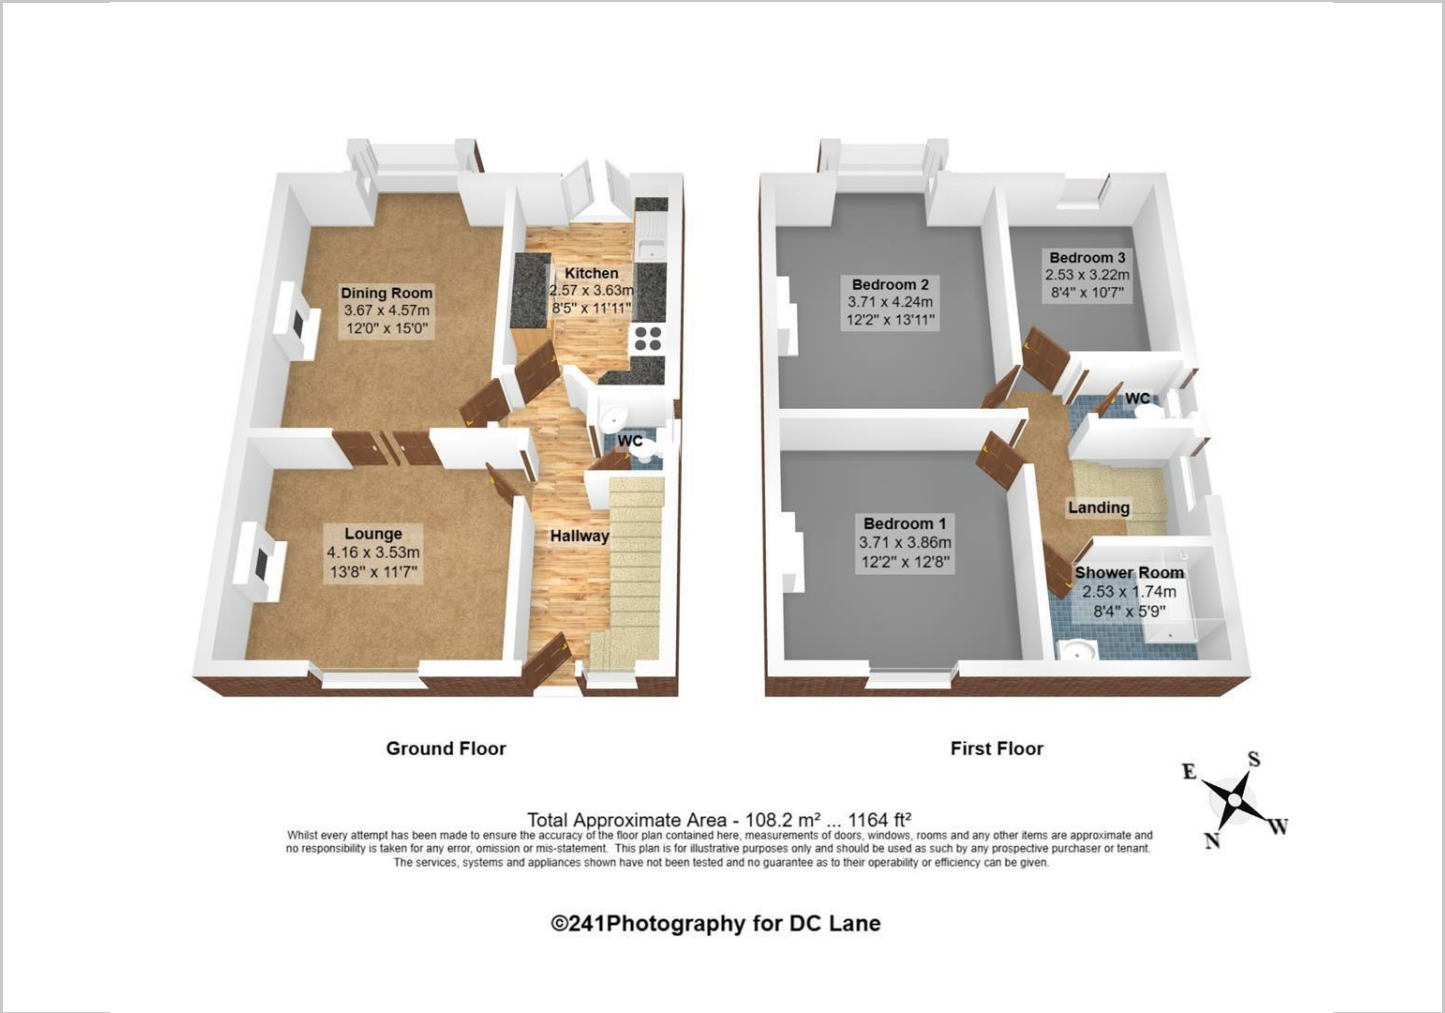 Dining Room
3.67 x 4.57m
12'0" x 15'0"
Kitchen
2.57 x 3.63m
8'5" x 11'11"
WC
Lounge
4.16 x 3.53m
13'8" x 11'7"
Hallway
Bedroom 2
3.71 x 4.24m
12'2" x 13'11"
Bedroom 3
2.53 x 3.22m
8'4" x 10'7"
WC
Bedroom 1
3.71 x 3.86m
12'2" x 12'8"
Landing
Shower Room
2.53 x 1.74m
8'4" x 5'9"
Ground Floor
First Floor
S
E
W
N
Total Approximate Area - 108.2 m² ... 1164 ft²
Whilst every attempt has been made to ensure the accuracy of the floor plan contained here, measurements of doors, windows, rooms and any other items are approximate and
no responsibility is taken for any error, omission or mis-statement. This plan is for illustrative purposes only and should be used as such by any prospective purchaser or tenant.
The services, systems and appliances shown have not been tested and no guarantee as to their operability or efficiency can be given.
©241Photography for DC Lane